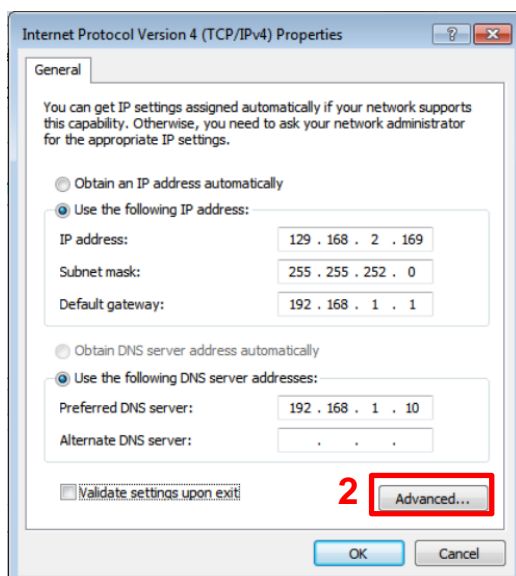 Internet Protocol Version 4 (TCP/IPv4) Properties
General
You can get IP settings assigned automatically if your network supports
this capability. Otherwise, you need to ask your network administrator
for the appropriate IP settings.
Obtain an IP address automatically
Use the following IP address:
IP address: 129 . 168 . 2 . 169
Subnet mask: 255 . 255 . 252 . 0
Default gateway: 192 . 168 . 1 . 1
Obtain DNS server address automatically
Use the following DNS server addresses:
Preferred DNS server: 192 . 168 . 1 . 10
Alternate DNS server: . . .
Validate settings upon exit 2 Advanced...
OK Cancel